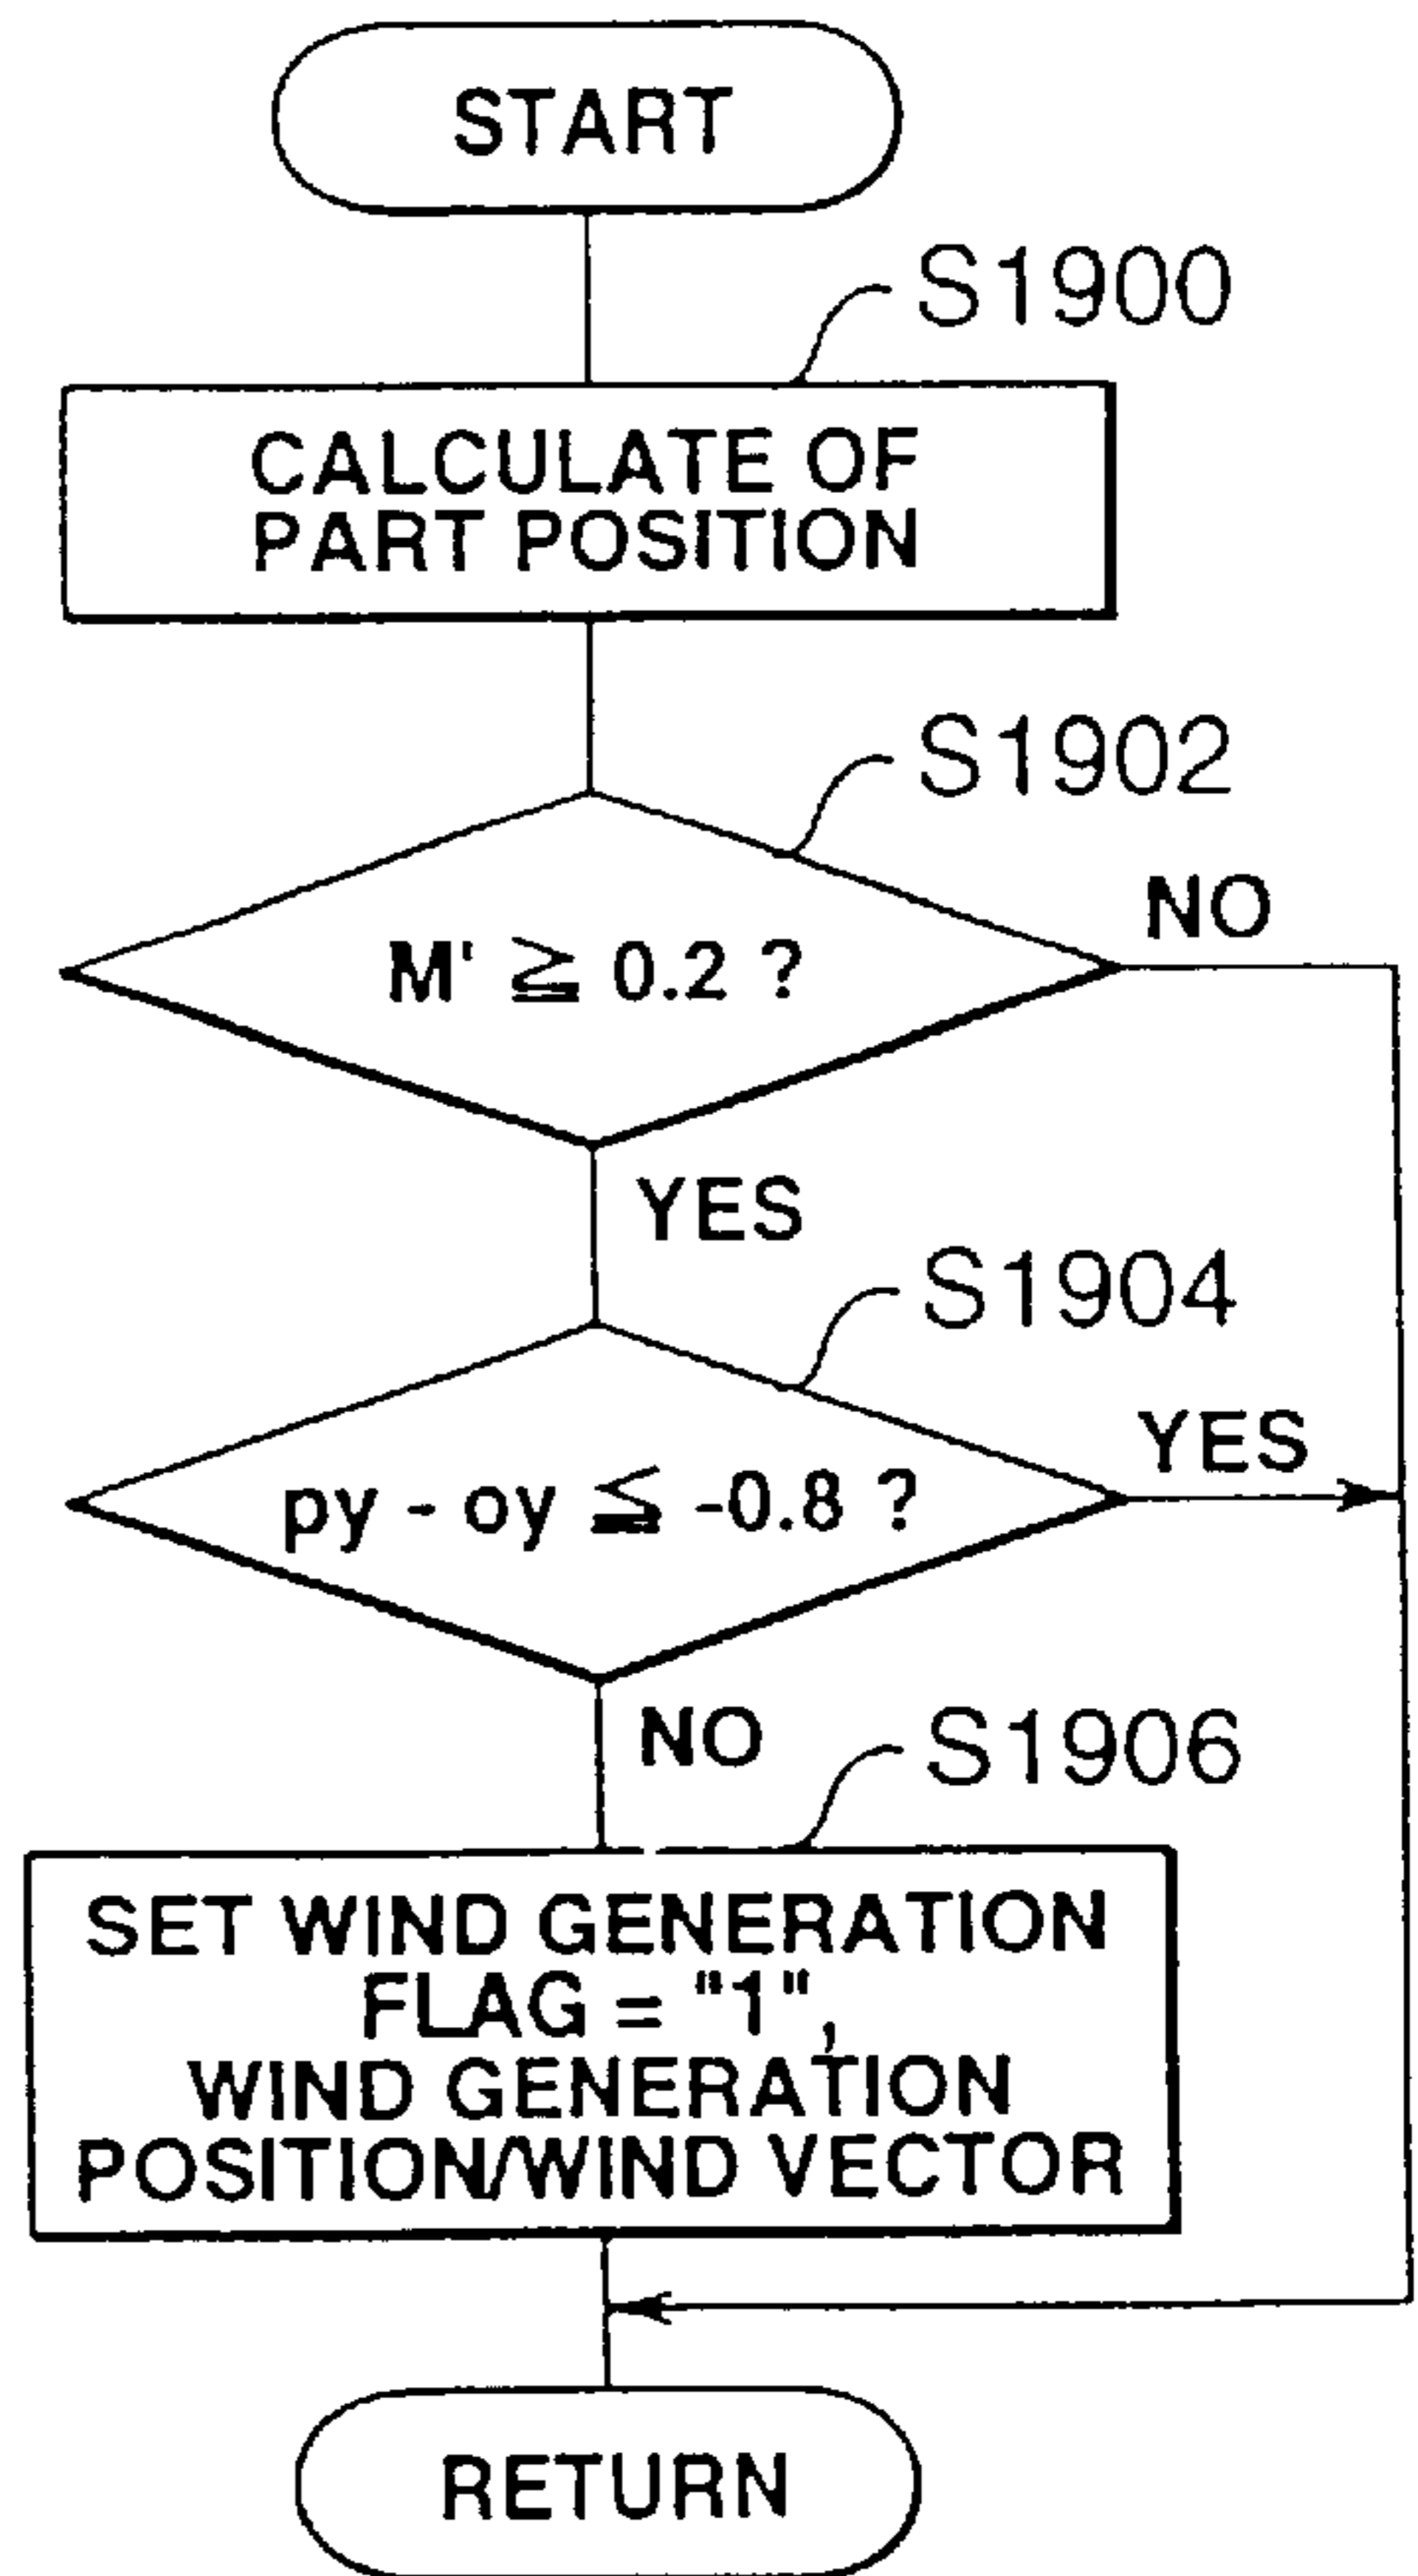 START
S1900
CALCULATE OF
PART POSITION
S1902
M' ≧ 0.2 ?
NO
YES
S1904
py - oy ≦ -0.8 ?
YES
NO
S1906
SET WIND GENERATION
FLAG = "1",
WIND GENERATION
POSITION/WIND VECTOR
RETURN